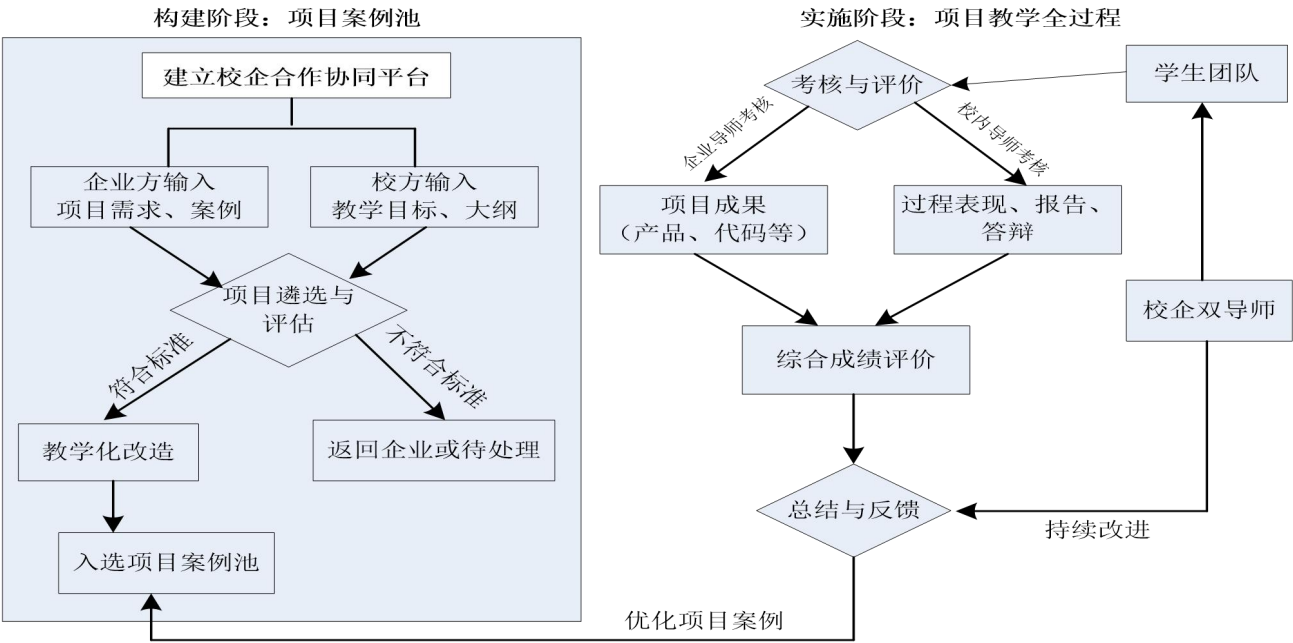 构建阶段：项目案例池
建立校企合作协同平台
企业方输入
项目需求、案例
校方输入
教学目标、大纲
项目遴选与
评估
符合标准
不符合标准
教学化改造
返回企业或待处理
入选项目案例池
实施阶段：项目教学全过程
考核与评价
学生团队
企业导师考核
校内导师考核
项目成果
（产品、代码等）
过程表现、报告、
答辩
校企双导师
综合成绩评价
总结与反馈
持续改进
优化项目案例